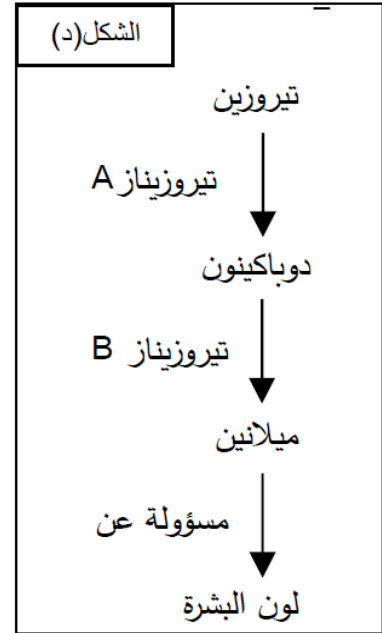 الشكل(د)
تيروزين
تيروزيناز A
دوباكينون
تيروزيناز B
ميلانين
مسؤولة عن
لون البشرة